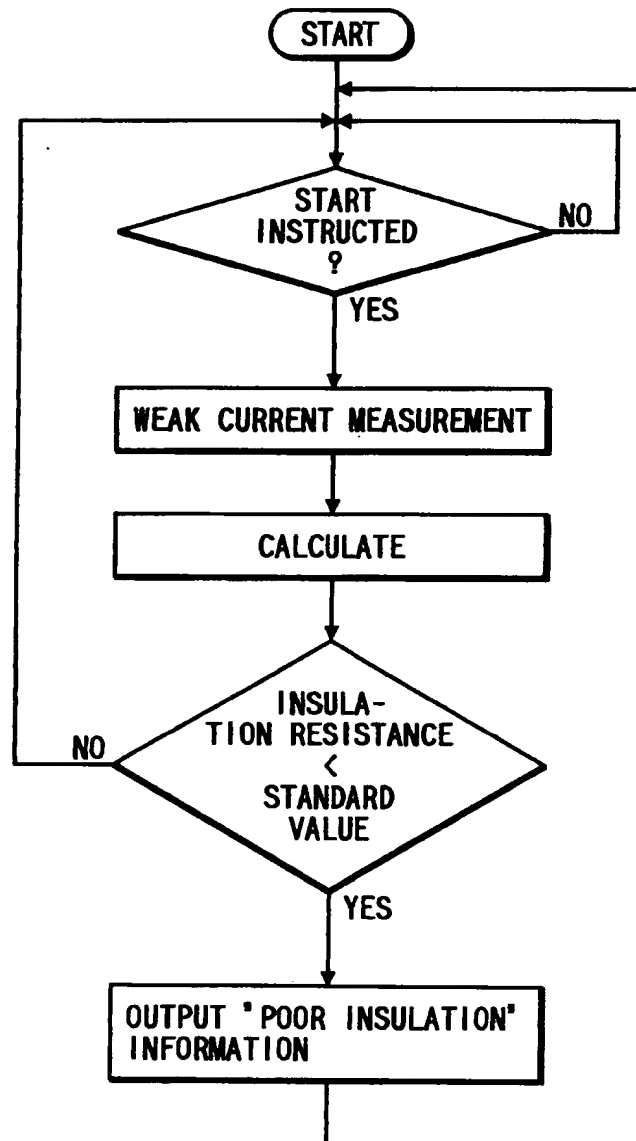 START
START
INSTRUCTED
?
NO
YES
WEAK CURRENT MEASUREMENT
CALCULATE
INSULA-
TION RESISTANCE
<
STANDARD
VALUE
NO
YES
OUTPUT "POOR INSULATION"
INFORMATION